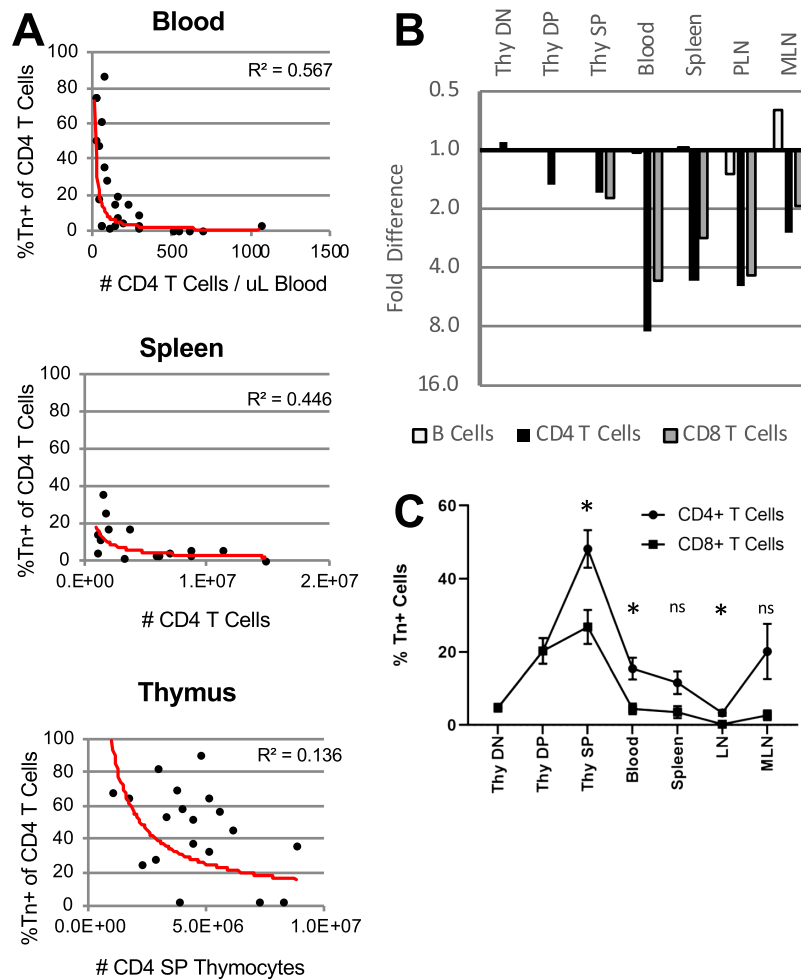 A
Blood
R² = 0.567
%Tn+ of CD4 T Cells
100
80
60
40
20
0
0
500
1000
1500
# CD4 T Cells / uL Blood
Spleen
R² = 0.446
%Tn+ of CD4 T Cells
100
80
60
40
20
0
0.E+00
1.E+07
2.E+07
# CD4 T Cells
Thymus
R² = 0.136
%Tn+ of CD4 T Cells
100
80
60
40
20
0
0.0E+00
5.0E+06
1.0E+07
# CD4 SP Thymocytes
B
Thy DN
Thy DP
Thy SP
Blood
Spleen
PLN
MLN
Fold Difference
0.5
1.0
2.0
4.0
8.0
16.0
B Cells
CD4 T Cells
CD8 T Cells
C
% Tn+ Cells
60
40
20
0
*
*
ns
*
ns
CD4+ T Cells
CD8+ T Cells
Thy DN
Thy DP
Thy SP
Blood
Spleen
LN
MLN